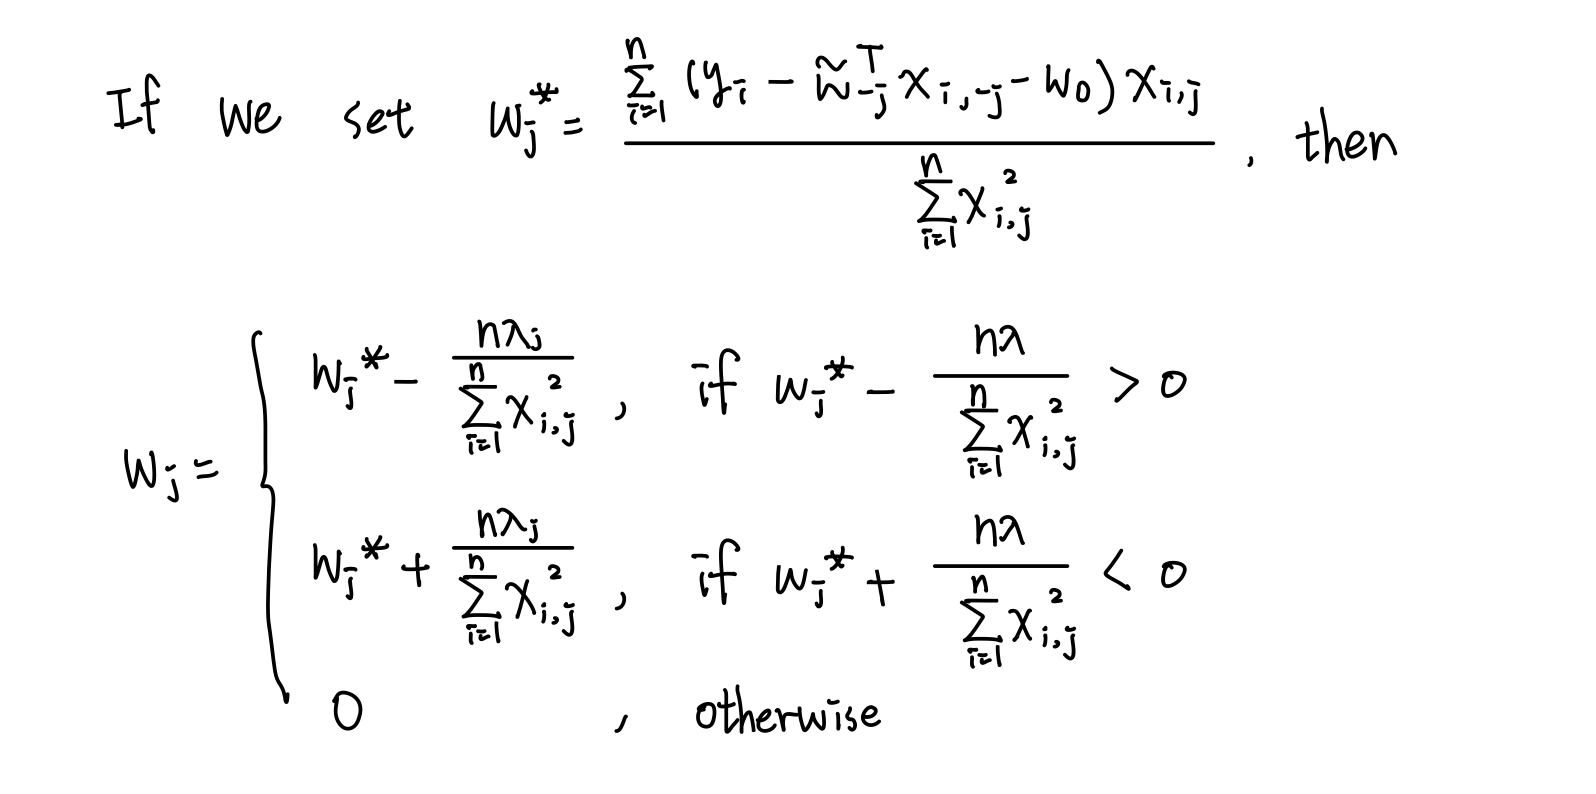 If we set $w_j^* = \frac{\sum_{i=1}^{n} (y_i - \tilde{w}_{-j}^T x_{i,-j} - w_0) x_{i,j}}{\sum_{i=1}^{n} x_{i,j}^2}$, then
$w_j = \begin{cases} w_j^* - \frac{n\lambda_j}{\sum_{i=1}^{n} x_{i,j}^2}, & \text{if } w_j^* - \frac{n\lambda}{\sum_{i=1}^{n} x_{i,j}^2} > 0 \\ w_j^* + \frac{n\lambda_j}{\sum_{i=1}^{n} x_{i,j}^2}, & \text{if } w_j^* + \frac{n\lambda}{\sum_{i=1}^{n} x_{i,j}^2} < 0 \\ 0, & \text{otherwise} \end{cases}$